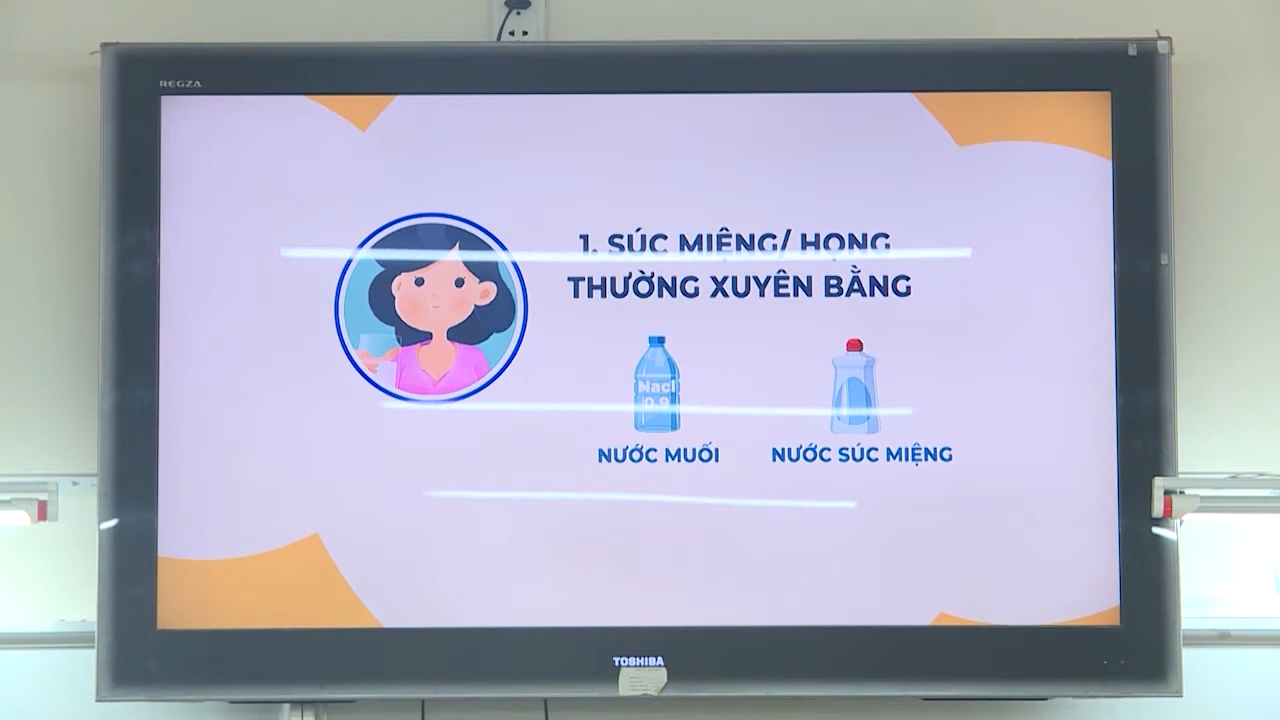 REGZA
1. SÚC MIỆNG/ HỌNG
THƯỜNG XUYÊN BẰNG
Nacl
0.9
NƯỚC MUỐI
NƯỚC SÚC MIỆNG
TOSHIBA